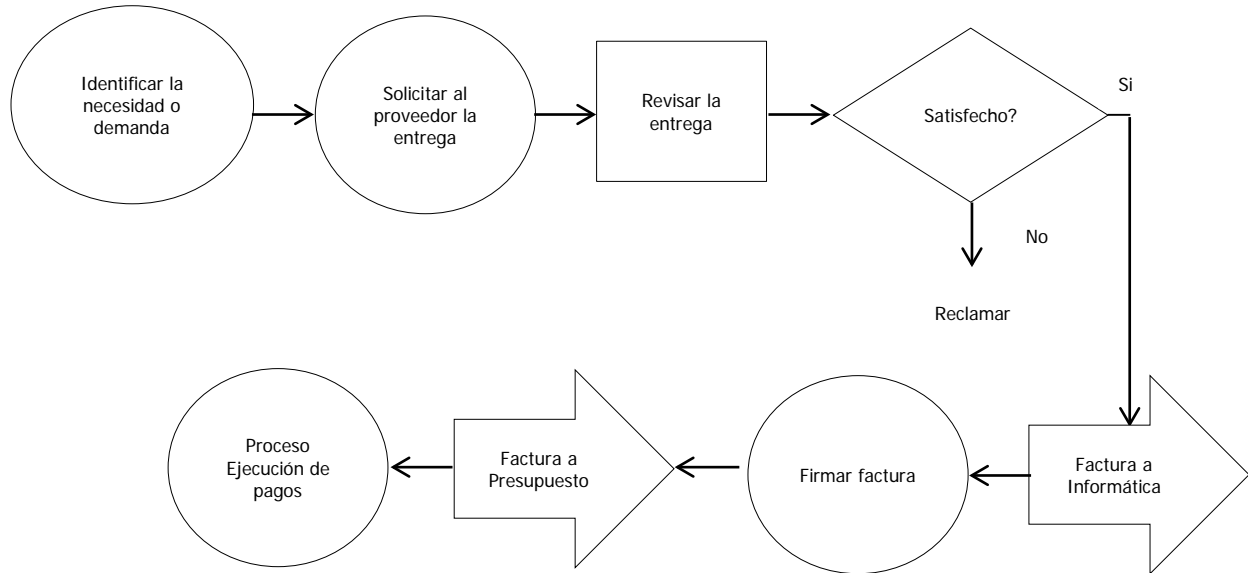 Identificar la
necesidad o
demanda
Solicitar al
proveedor la
entrega
Revisar la
entrega
Satisfecho?
Si
No
Reclamar
Factura a
Informática
Firmar factura
Factura a
Presupuesto
Proceso
Ejecución de
pagos